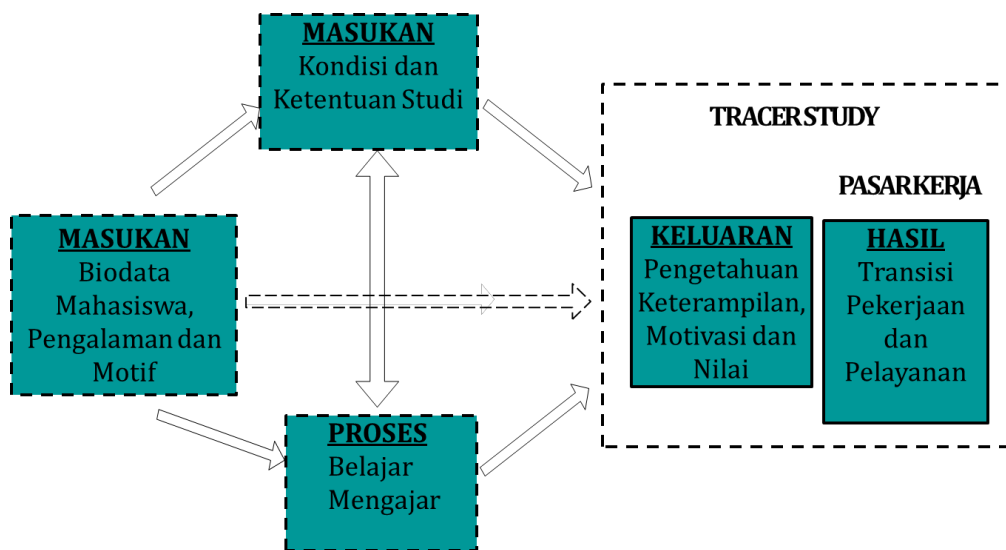 MASUKAN
Kondisi dan
Ketentuan Studi
MASUKAN
Biodata
Mahasiswa,
Pengalaman dan
Motif
PROSES
Belajar
Mengajar
TRACER STUDY
PASAR KERJA
KELUARAN
Pengetahuan
Keterampilan,
Motivasi dan
Nilai
HASIL
Transisi
Pekerjaan
dan
Pelayanan